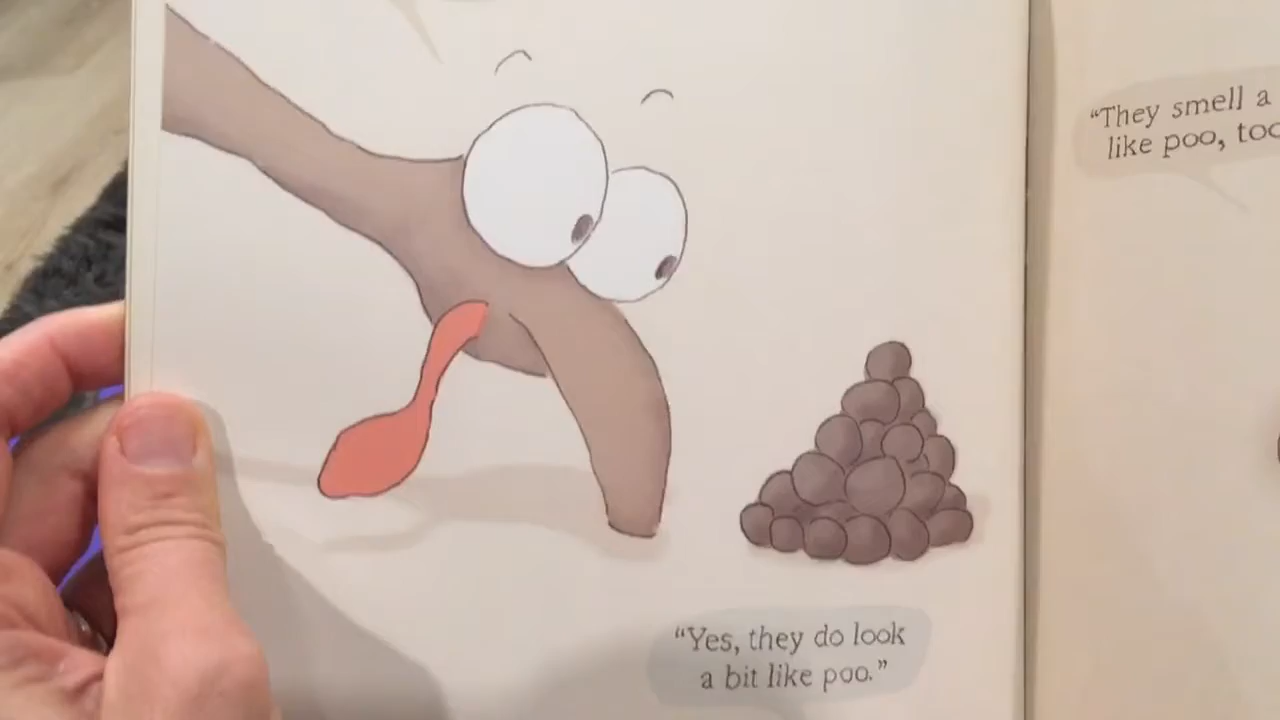 “Yes, they do look
a bit like poo.”
“They smell a
like poo, too